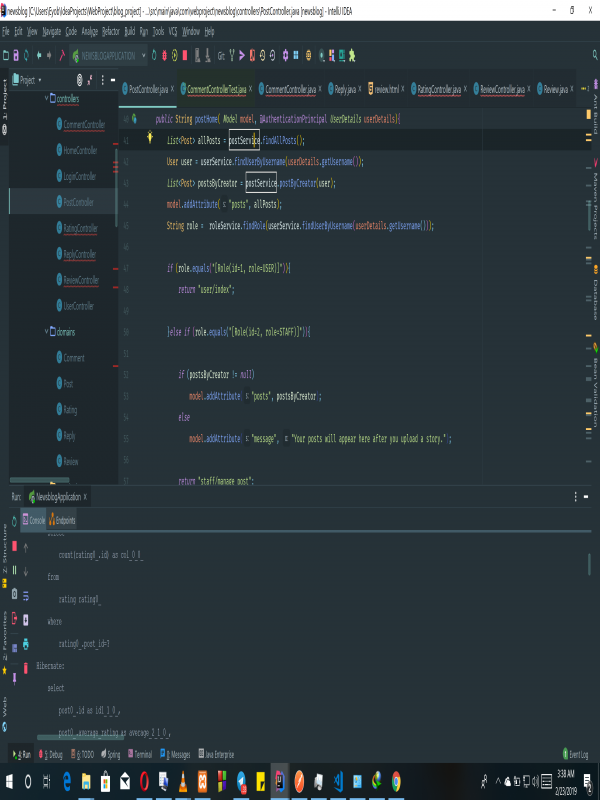 newsblog [C:\Users\Eyob\IdeaProjects\WebProject\blog_project] - ...\src\main\java\com\webproject\newsblog\controllers\PostController.java [newsblog] - IntelliJ IDEA
File Edit View Navigate Code Analyze Refactor Build Run Tools VCS Window Help
NEWSBLOGAPPLICATION Git:
Project PostController.java CommentControllerTest.java CommentController.java Reply.java review.html RatingController.java ReviewController.java Review.java
1: Project
Ant Build
Maven Projects
Database
Bean Validation
controllers
CommentController
HomeController
LoginController
PostController
RatingController
ReplyController
ReviewController
UserController
domains
Comment
Post
Rating
Reply
Review
public String postHome( Model model, @AuthenticationPrincipal UserDetails userDetails){
41 List<Post> allPosts = postService.findAllPosts();
42 User user = userService.findUserByUsername(userDetails.getUsername());
43 List<Post> postsByCreator = postService.postByCreator(user);
44 model.addAttribute( s: "posts", allPosts);
45 String role = roleService.findRole(userService.findUserByUsername(userDetails.getUsername()));
46
47 if (role.equals("[Role(id=1, role=USER)]")){
48 return "user/index";
49
50 }else if (role.equals("[Role(id=2, role=STAFF)]")){
51
52 if (postsByCreator != null)
53 model.addAttribute( s: "posts", postsByCreator);
54 else
55 model.addAttribute( s: "message", o: "Your posts will appear here after you upload a story.");
56
57 return "staff/manage_post";
Run: NewsblogApplication
Console Endpoints
count(rating0_.id) as col_0_0_
from
rating rating0_
where
rating0_.post_id=?
Hibernate:
select
post0_.id as id1_1_0_,
post0_.average_rating as average_2_1_0_,
Z: Structure
2: Favorites
Web
4: Run 5: Debug 6: TODO Spring Terminal 0: Messages Java Enterprise Event Log
3:38 AM
2/23/2019